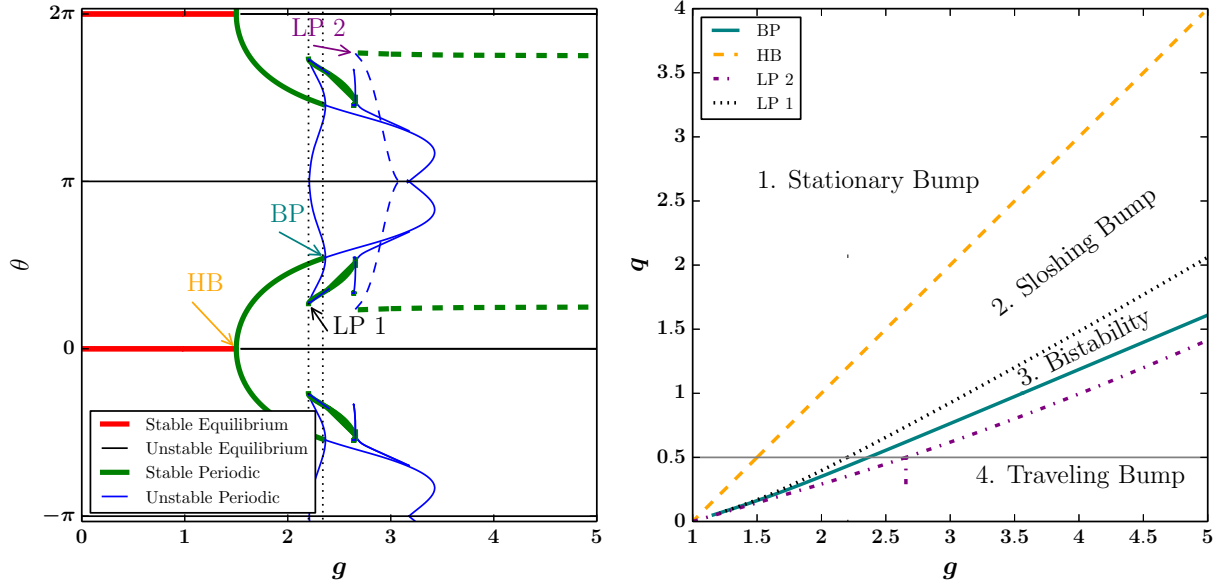 2π
π
0
−π
θ
0
1
2
3
4
5
g
LP 2
BP
HB
LP 1
Stable Equilibrium
Unstable Equilibrium
Stable Periodic
Unstable Periodic
4
3.5
3
2.5
2
1.5
1
0.5
0
q
1
1.5
2
2.5
3
3.5
4
4.5
5
g
BP
HB
LP 2
LP 1
1. Stationary Bump
2. Sloshing Bump
3. Bistability
4. Traveling Bump